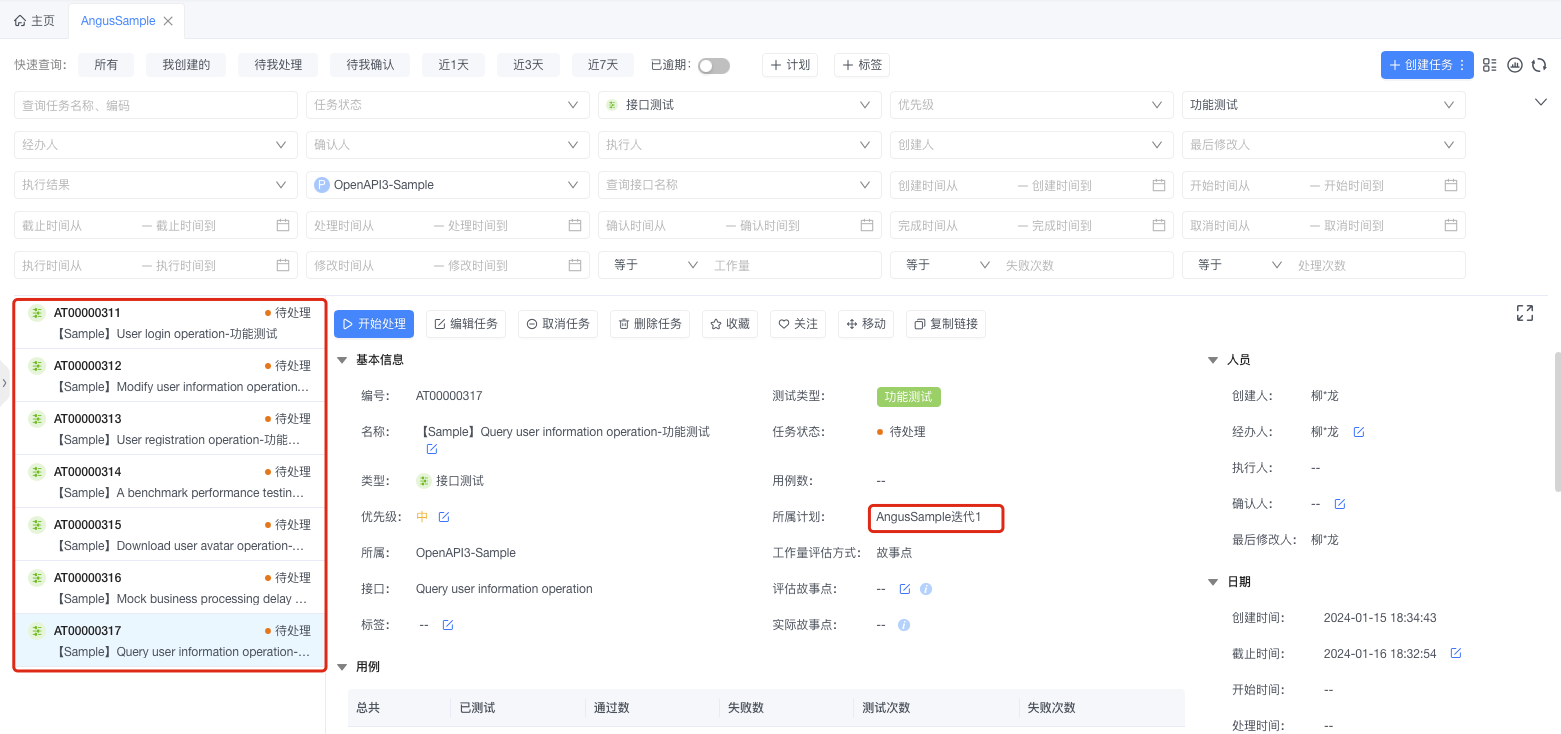 主页
AngusSample
快速查询: 所有 我创建的 待我处理 待我确认 近1天 近3天 近7天 已逾期: + 计划 + 标签 + 创建任务
查询任务名称、编码 任务状态 接口测试 优先级 功能测试
经办人 确认人 执行人 创建人 最后修改人
执行结果 P OpenAPI3-Sample 查询接口名称 创建时间从 — 创建时间到 开始时间从 — 开始时间到
截止时间从 — 截止时间到 处理时间从 — 处理时间到 确认时间从 — 确认时间到 完成时间从 — 完成时间到 取消时间从 — 取消时间到
执行时间从 — 执行时间到 修改时间从 — 修改时间到 等于 工作量 等于 失败次数 等于 处理次数
AT00000311 待处理
【Sample】User login operation-功能测试
AT00000312 待处理
【Sample】Modify user information operation...
AT00000313 待处理
【Sample】User registration operation-功能...
AT00000314 待处理
【Sample】A benchmark performance testin...
AT00000315 待处理
【Sample】Download user avatar operation-...
AT00000316 待处理
【Sample】Mock business processing delay ...
AT00000317 待处理
【Sample】Query user information operation-...
开始处理 编辑任务 取消任务 删除任务 收藏 关注 移动 复制链接
基本信息
编号: AT00000317 测试类型: 功能测试
名称: 【Sample】Query user information operation-功能测试 任务状态: 待处理
类型: 接口测试 用例数: --
优先级: 中 所属计划: AngusSample迭代1
所属: OpenAPI3-Sample 工作量评估方式: 故事点
接口: Query user information operation 评估故事点: --
标签: -- 实际故事点: --
用例
总共 已测试 通过数 失败数 测试次数 失败次数
人员
创建人: 柳*龙
经办人: 柳*龙
执行人: --
确认人: --
最后修改人: 柳*龙
日期
创建时间: 2024-01-15 18:34:43
截止时间: 2024-01-16 18:32:54
开始时间: --
处理时间: --